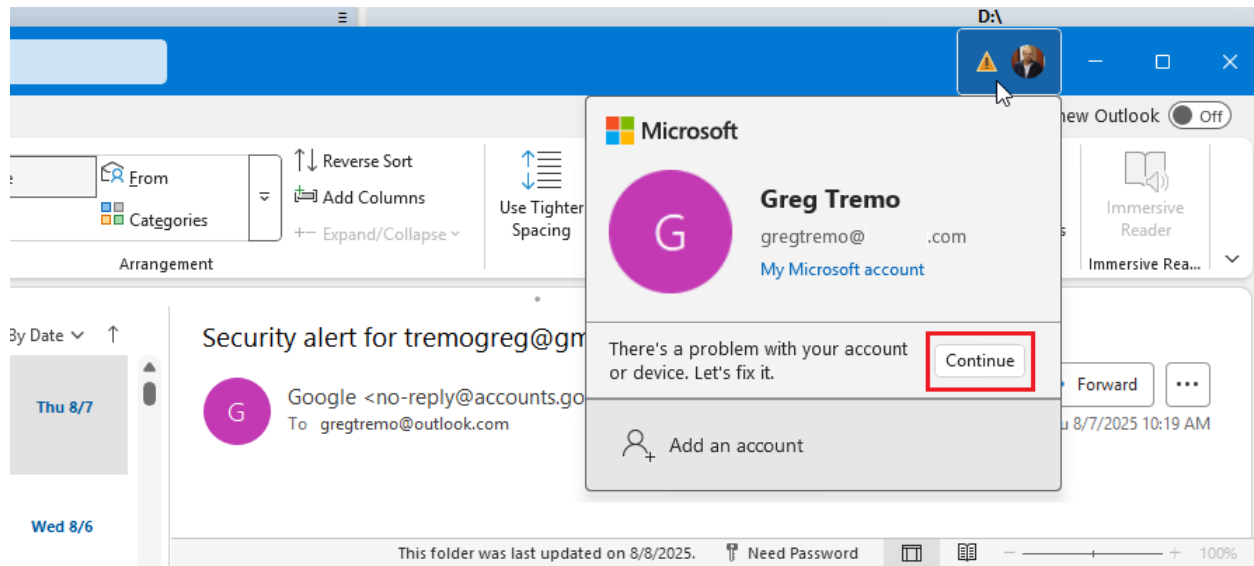 D:\
new Outlook Off
Microsoft
G
Greg Tremo
gregtremo@ .com
My Microsoft account
There's a problem with your account
or device. Let's fix it.
Continue
Add an account
From
Categories
Arrangement
Reverse Sort
Add Columns
Expand/Collapse
Use Tighter
Spacing
Immersive
Reader
Immersive Rea...
By Date
Thu 8/7
Wed 8/6
Security alert for tremogreg@gm
G
Google <no-reply@accounts.go
To gregtremo@outlook.com
Forward
u 8/7/2025 10:19 AM
This folder was last updated on 8/8/2025. Need Password 100%